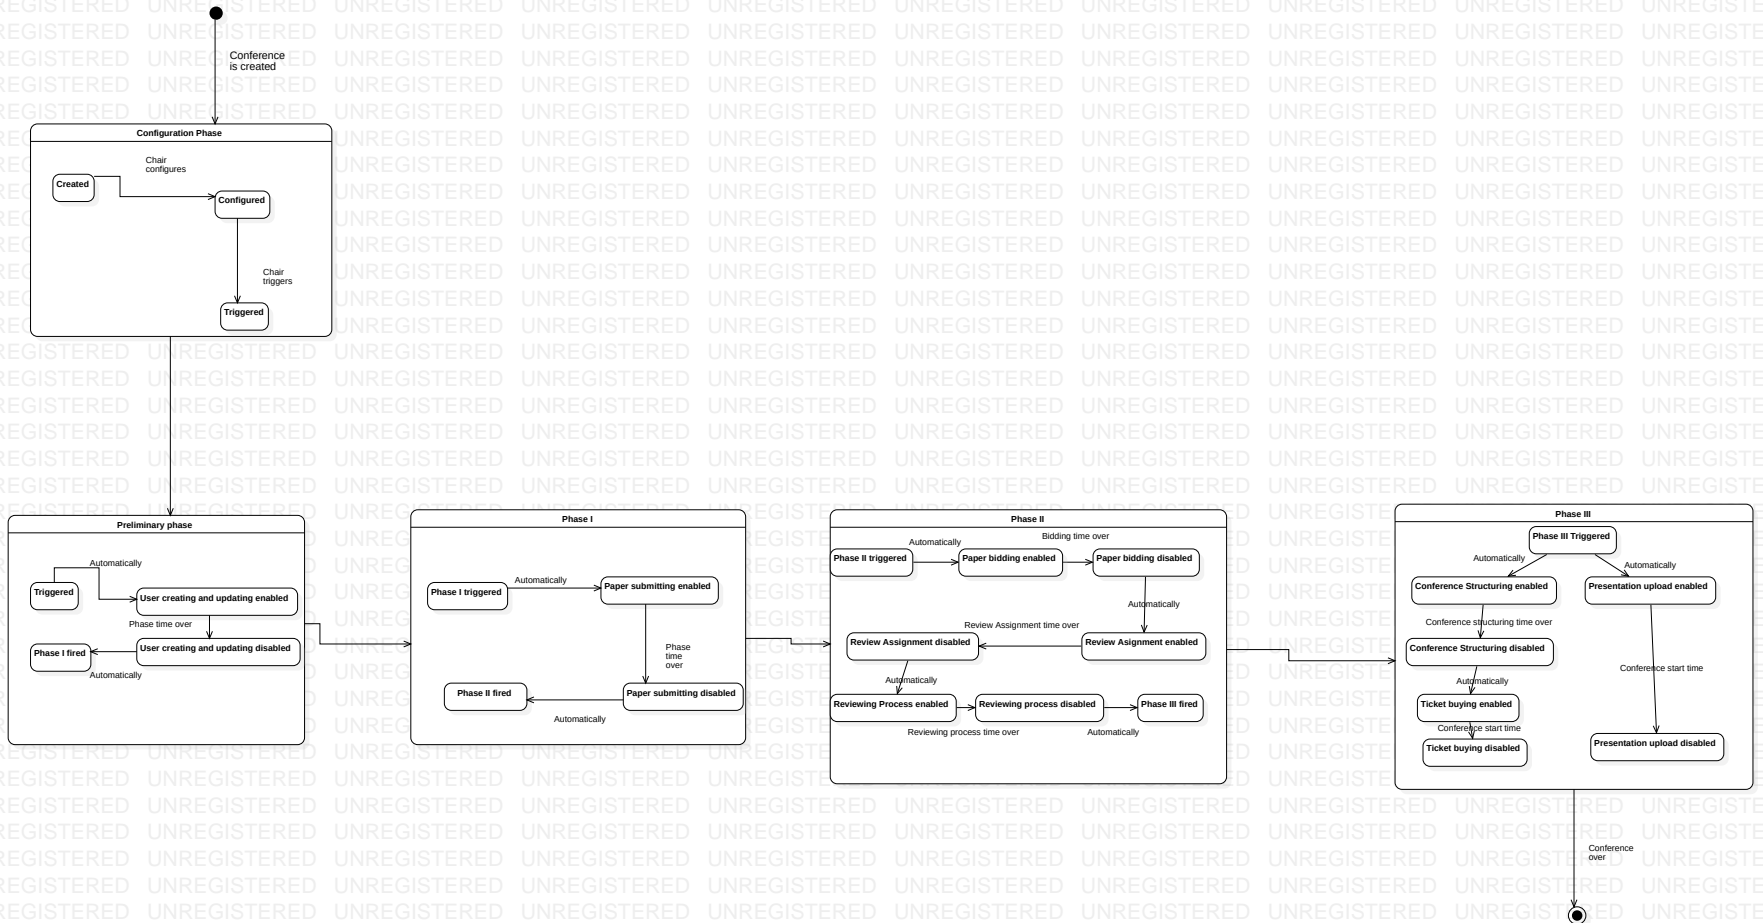 Conference
is created
Configuration Phase
Chair
configures
Created
Configured
Chair
triggers
Triggered
Preliminary phase
Automatically
Triggered
User creating and updating enabled
Phase time over
User creating and updating disabled
Phase I fired
Automatically
Phase I
Phase I triggered
Automatically
Paper submitting enabled
Phase
time
over
Phase II fired
Paper submitting disabled
Automatically
Phase II
Phase II triggered
Automatically
Paper bidding enabled
Bidding time over
Paper bidding disabled
Automatically
Review Assignment disabled
Review Assignment time over
Review Asignment enabled
Automatically
Reviewing Process enabled
Reviewing process disabled
Phase III fired
Reviewing process time over
Automatically
Phase III
Phase III Triggered
Automatically
Automatically
Conference Structuring enabled
Presentation upload enabled
Conference structuring time over
Conference Structuring disabled
Conference start time
Automatically
Ticket buying enabled
Conference start time
Ticket buying disabled
Presentation upload disabled
Conference
over
UNREGISTERED